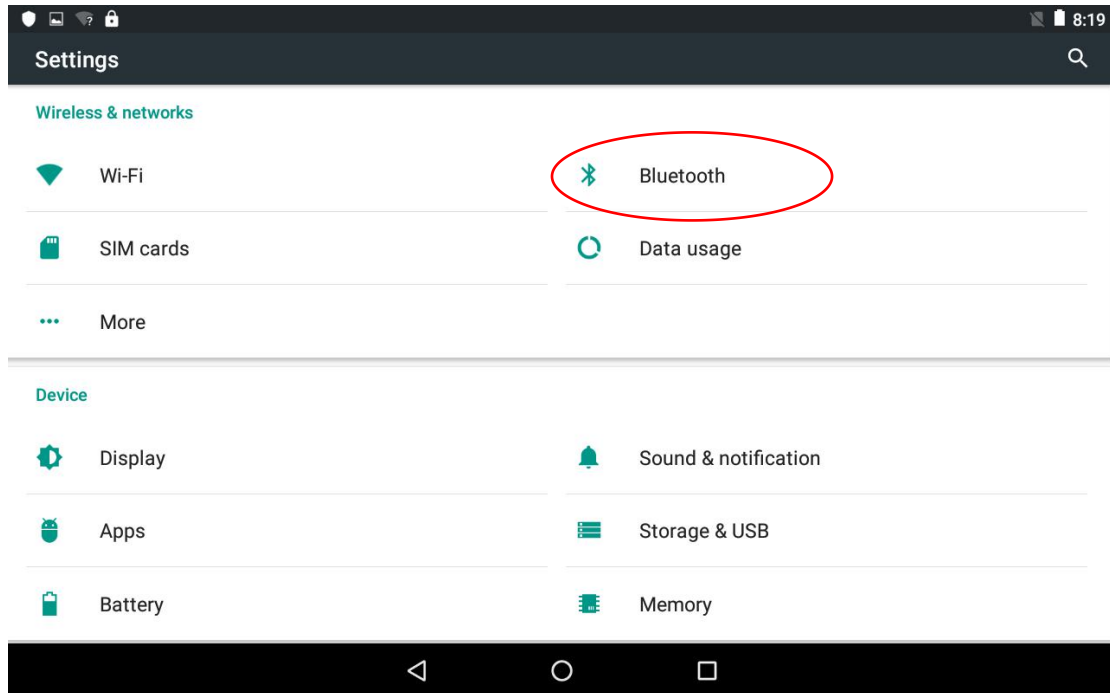 8:19
Settings
Wireless & networks
Wi-Fi
Bluetooth
SIM cards
Data usage
More
Device
Display
Sound & notification
Apps
Storage & USB
Battery
Memory